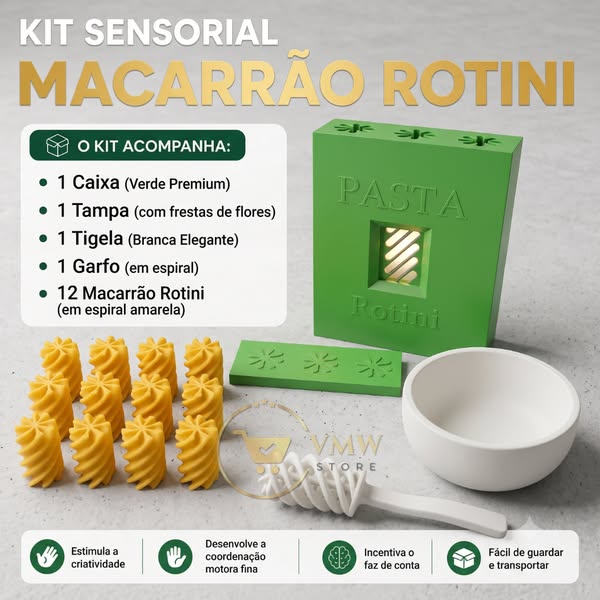 KIT SENSORIAL
MACARRÃO ROTINI
O KIT ACOMPANHA:
• 1 Caixa (Verde Premium)
• 1 Tampa (com frestas de flores)
• 1 Tigela (Branca Elegante)
• 1 Garfo (em espiral)
• 12 Macarrão Rotini
(em espiral amarela)
PASTA
Rotini
VMW
STORE
Estimula a
criatividade
Desenvolve a
coordenação
motora fina
Incentiva o
faz de conta
Fácil de guardar
e transportar